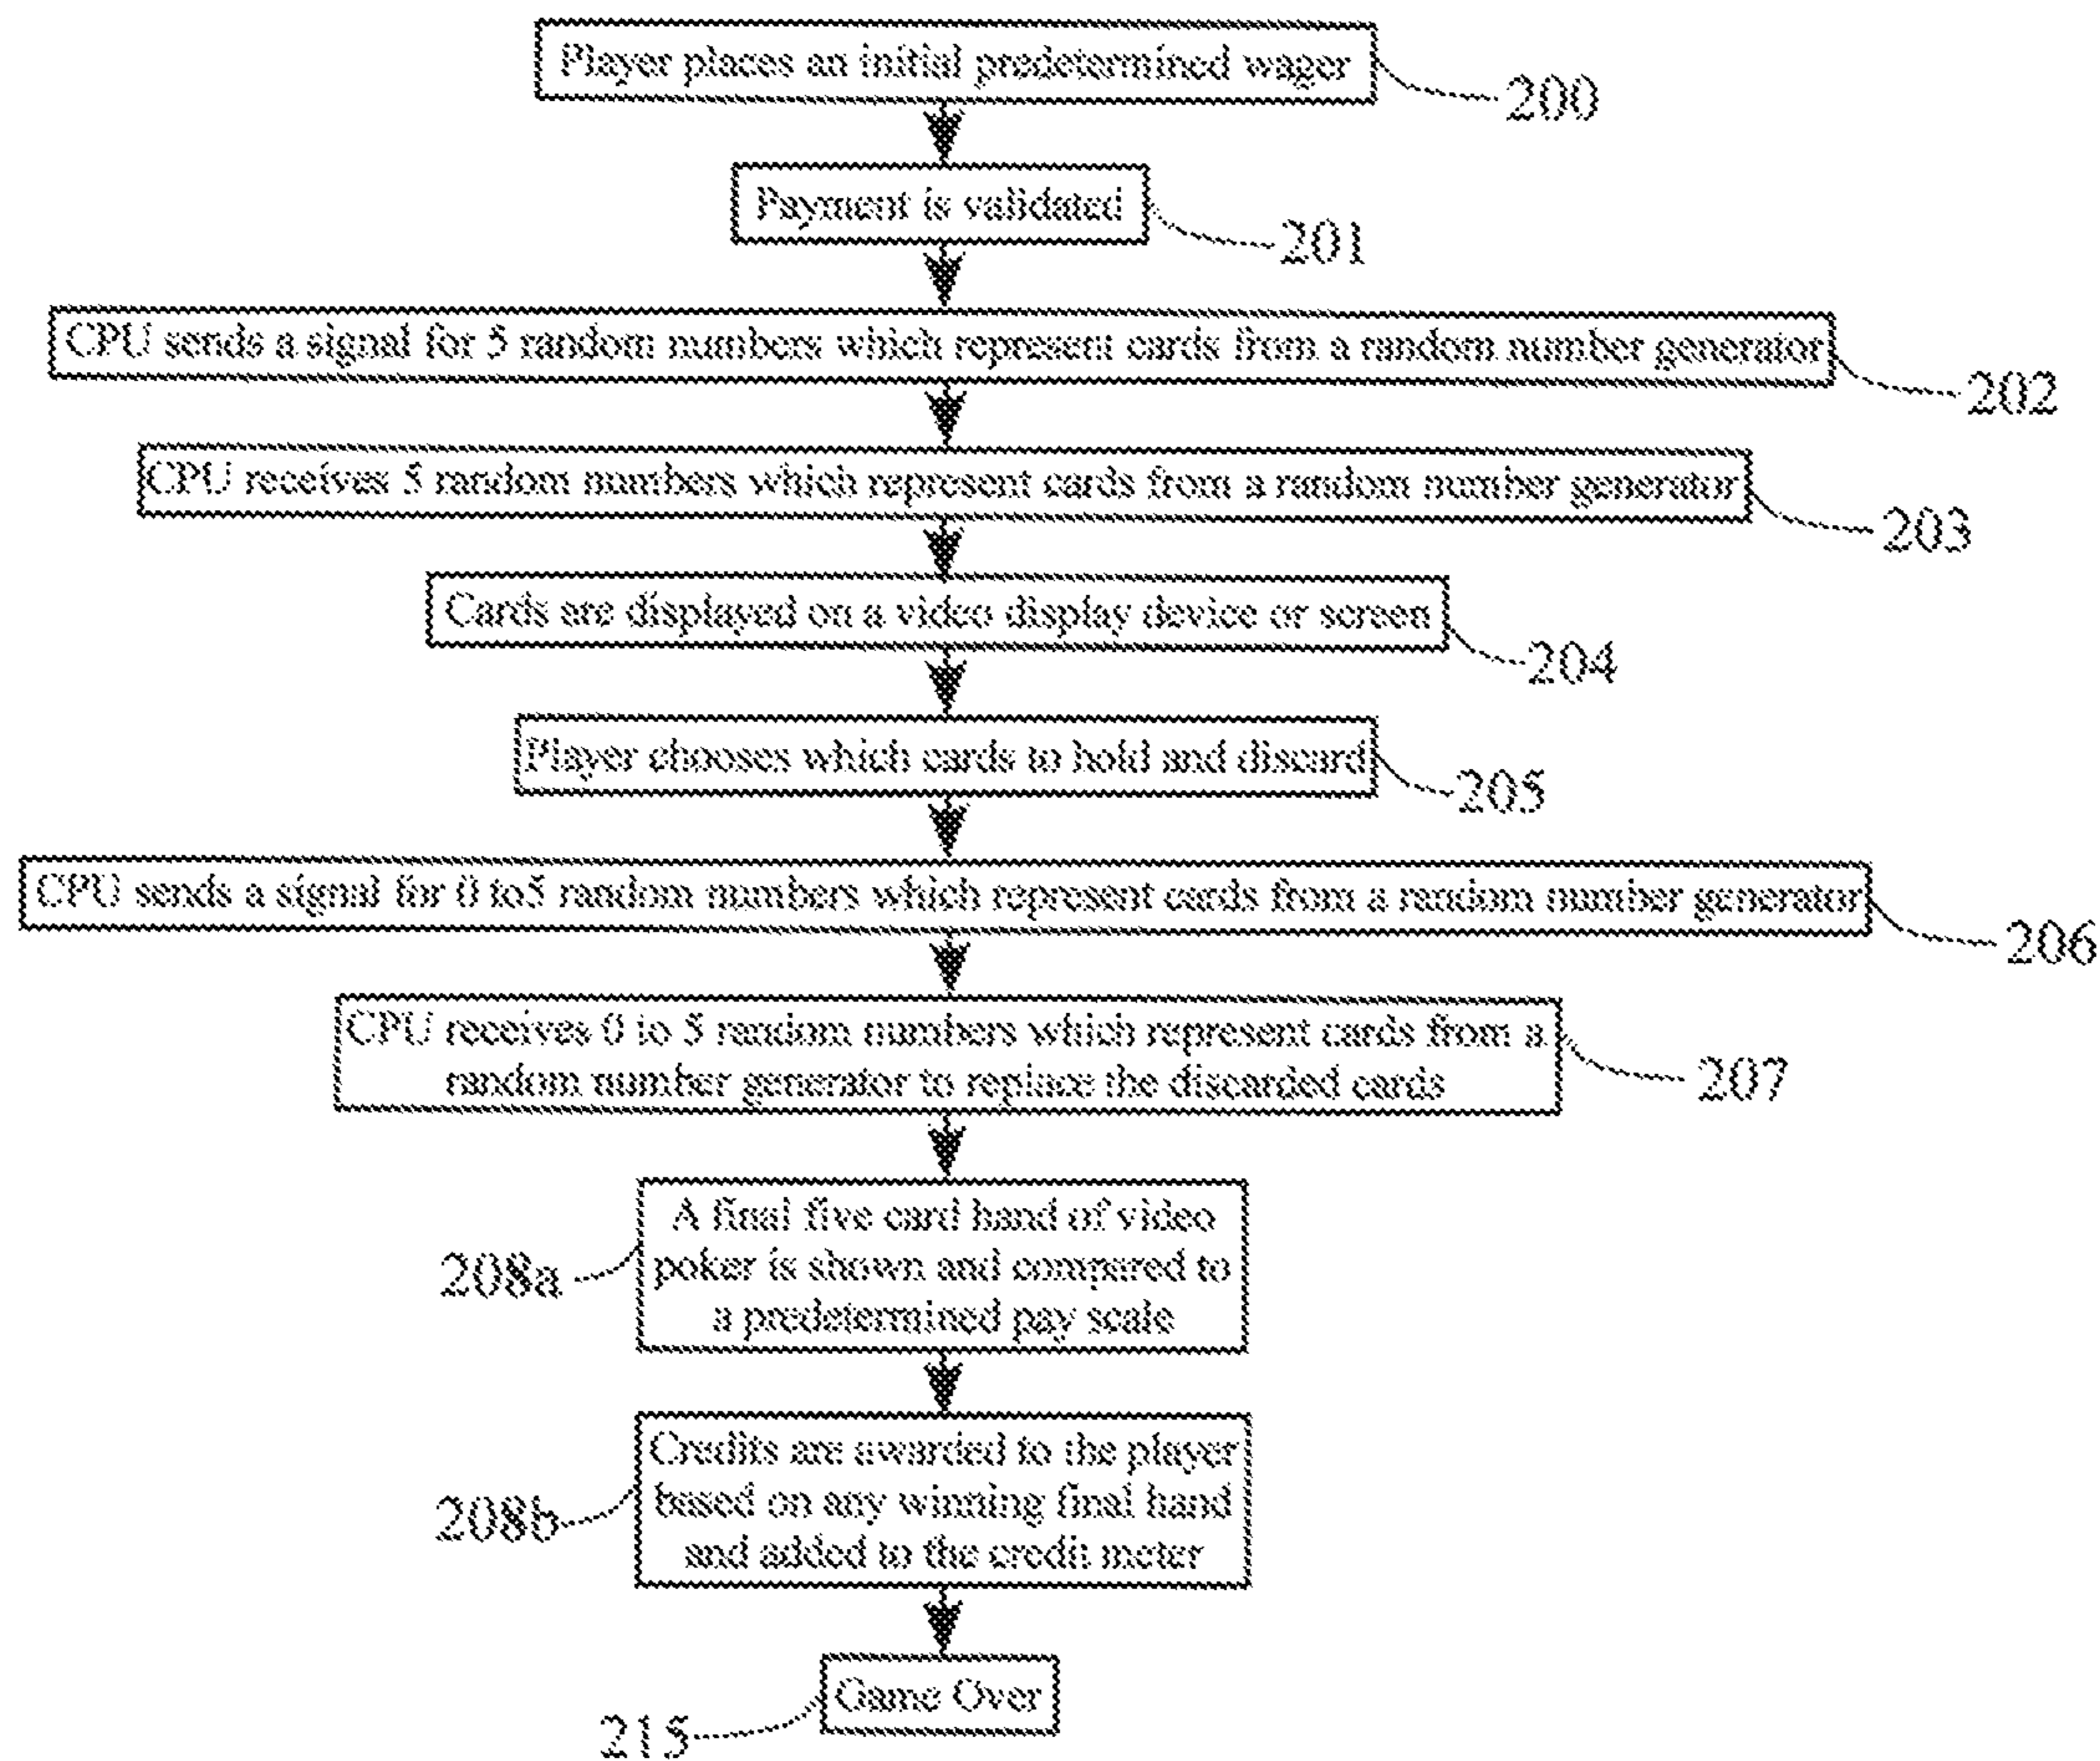 Player places an initial predetermined wager
200
Payment is validated
201
CPU sends a signal for 5 random numbers which represent cards from a random number generator
202
CPU receives 5 random numbers which represent cards from a random number generator
203
Cards are displayed on a video display device or screen
204
Player chooses which cards to hold and discard
205
CPU sends a signal for 0 to5 random numbers which represent cards from a random number generator
206
CPU receives 0 to 5 random numbers which represent cards from a
random number generator to replace the discarded cards
207
A final five card hand of video
poker is shown and compared to
a predetermined pay scale
208a
Credits are awarded to the player
based on any winning final hand
and added to the credit meter
208b
Game Over
215